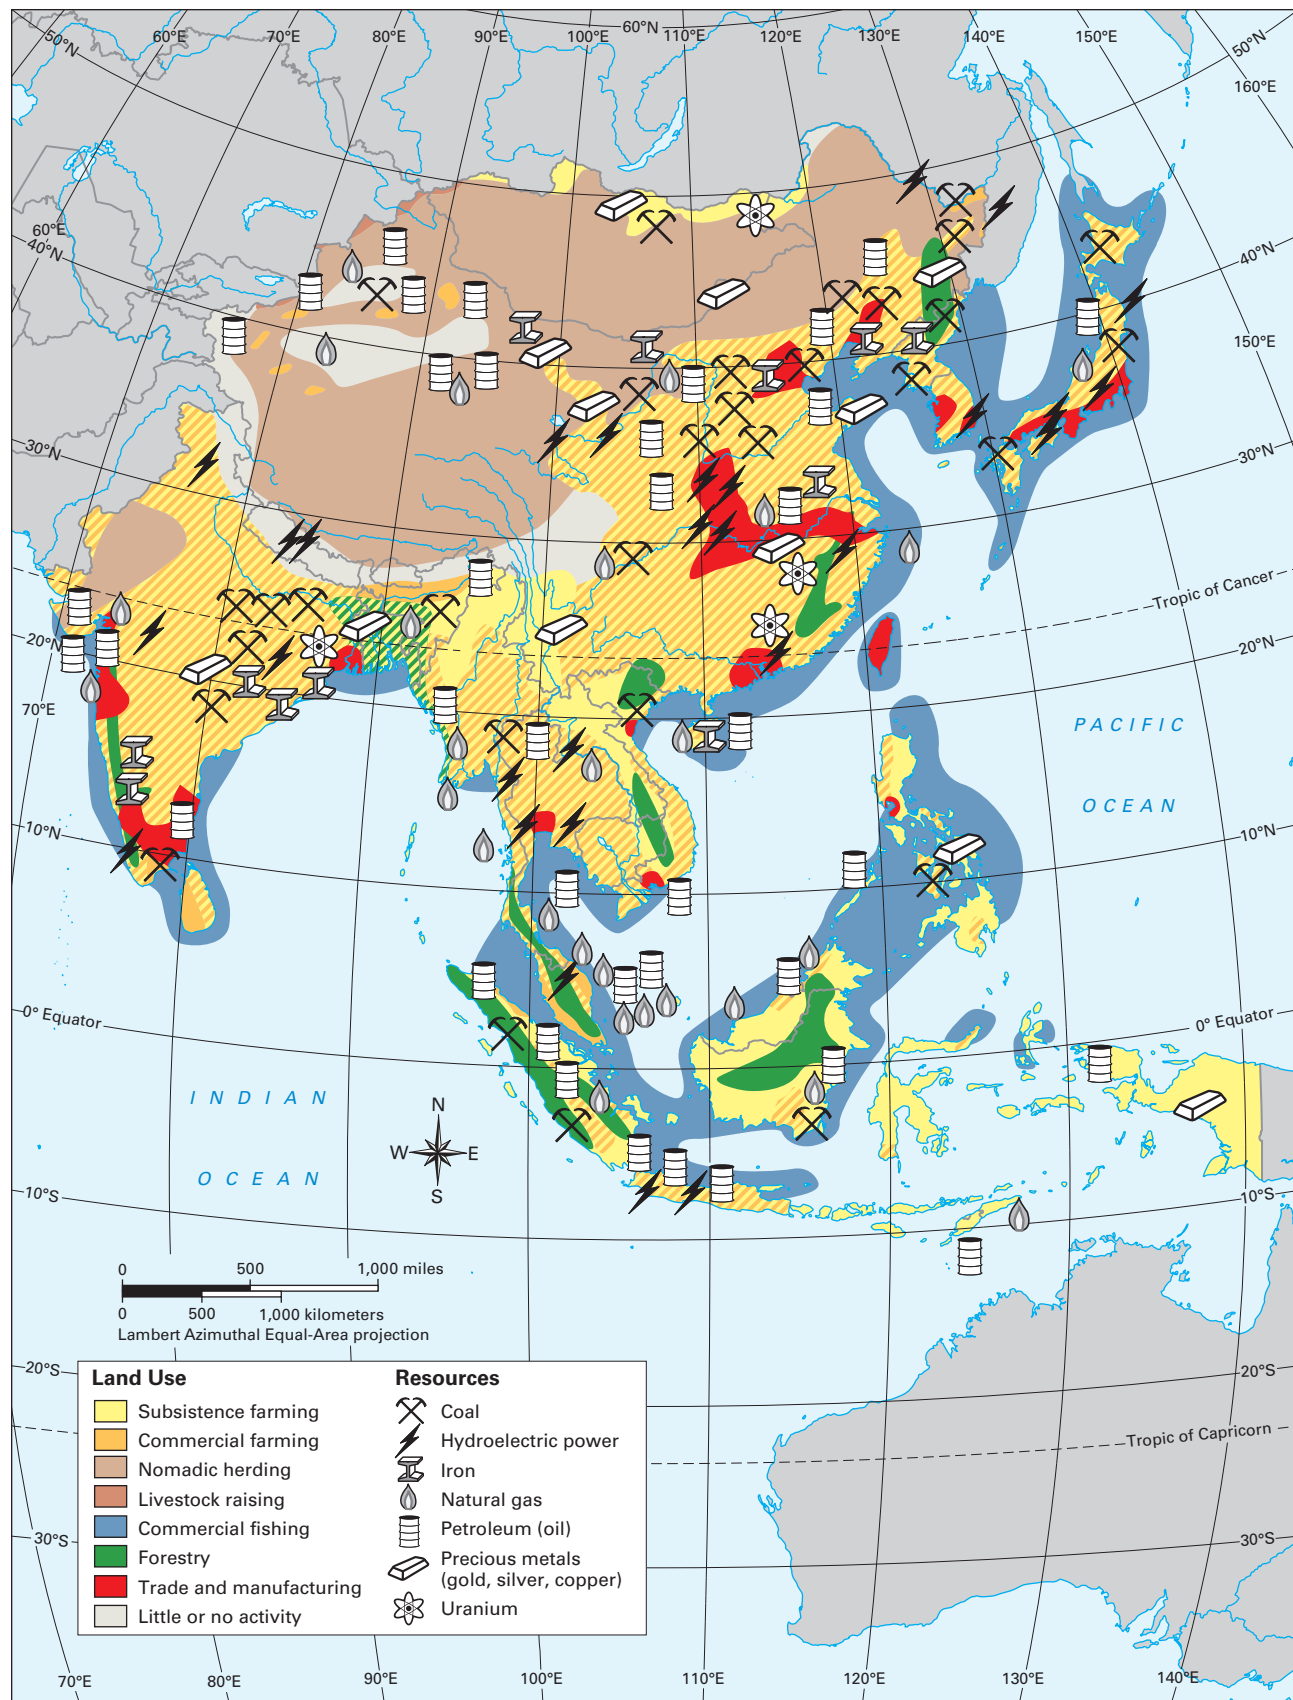 60°N
50°N
60°E
70°E
80°E
90°E
100°E
110°E
120°E
130°E
140°E
150°E
50°N
160°E
60°E
40°N
40°N
150°E
30°N
30°N
Tropic of Cancer
20°N
20°N
70°E
PACIFIC
OCEAN
10°N
10°N
0° Equator
0° Equator
INDIAN
OCEAN
N
W
E
S
10°S
10°S
0 500 1,000 miles
0 500 1,000 kilometers
Lambert Azimuthal Equal-Area projection
20°S
20°S
Tropic of Capricorn
30°S
30°S
Land Use
Subsistence farming
Commercial farming
Nomadic herding
Livestock raising
Commercial fishing
Forestry
Trade and manufacturing
Little or no activity
Resources
Coal
Hydroelectric power
Iron
Natural gas
Petroleum (oil)
Precious metals
(gold, silver, copper)
Uranium
70°E
80°E
90°E
100°E
110°E
120°E
130°E
140°E